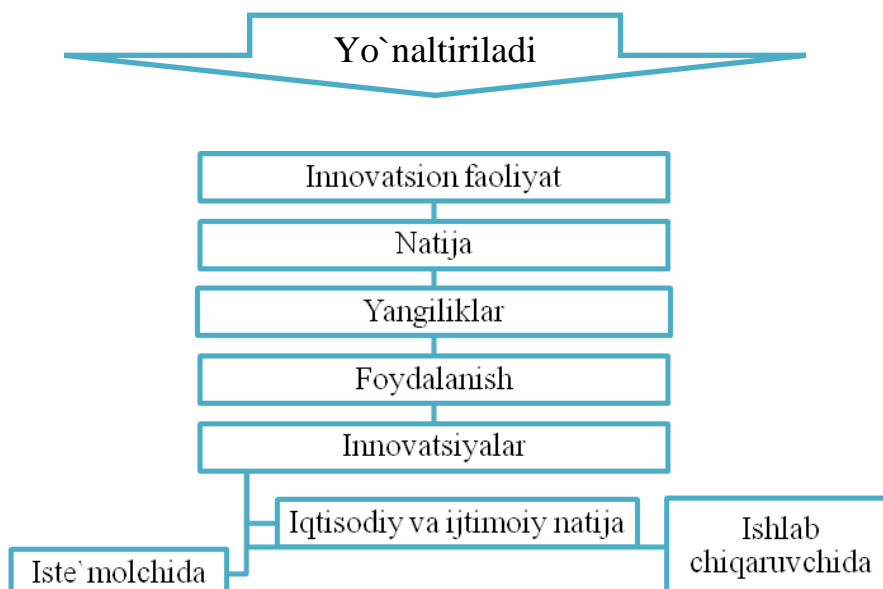 Yo`naltiriladi
Innovatsion faoliyat
Natija
Yangiliklar
Foydalanish
Innovatsiyalar
Iqtisodiy va ijtimoiy natija
Ishlab
chiqaruvchida
Iste`molchida